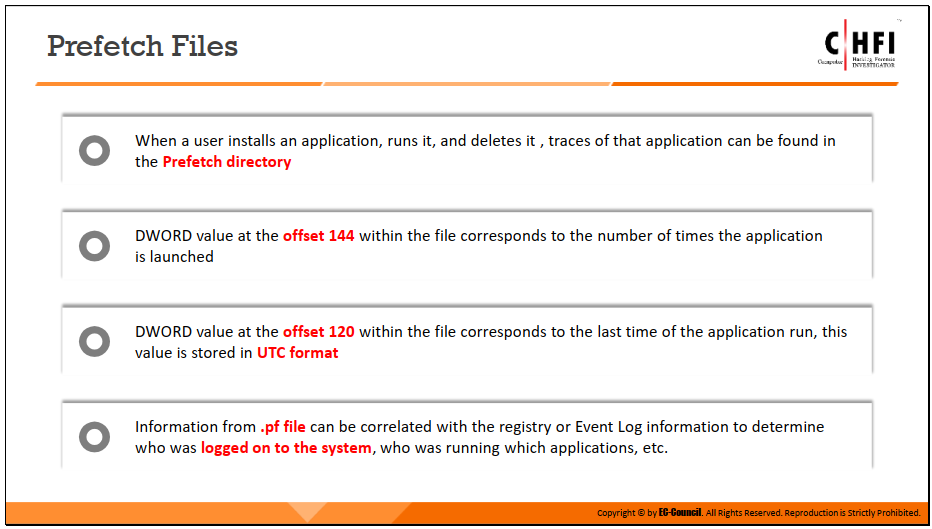 Prefetch Files
CHFI
Computer Hacking Forensic
INVESTIGATOR
When a user installs an application, runs it, and deletes it , traces of that application can be found in
the Prefetch directory
DWORD value at the offset 144 within the file corresponds to the number of times the application
is launched
DWORD value at the offset 120 within the file corresponds to the last time of the application run, this
value is stored in UTC format
Information from .pf file can be correlated with the registry or Event Log information to determine
who was logged on to the system, who was running which applications, etc.
Copyright © by EC-Council. All Rights Reserved. Reproduction is Strictly Prohibited.